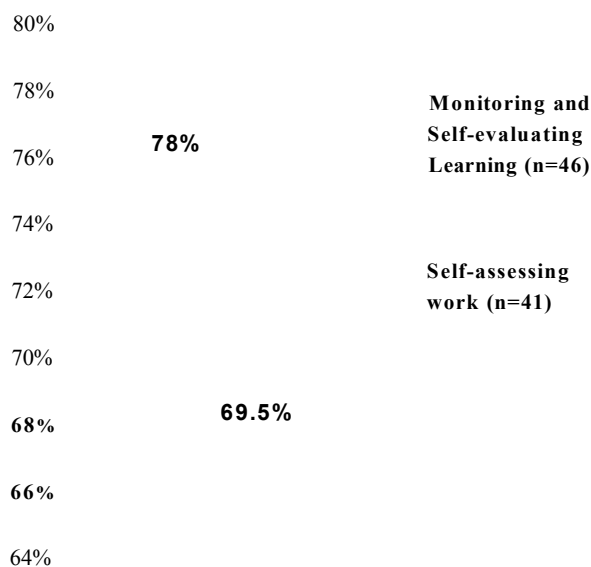 80%
78%
76%
74%
72%
70%
68%
66%
64%
78%
69.5%
Monitoring and
Self-evaluating
Learning (n=46)
Self-assessing
work (n=41)